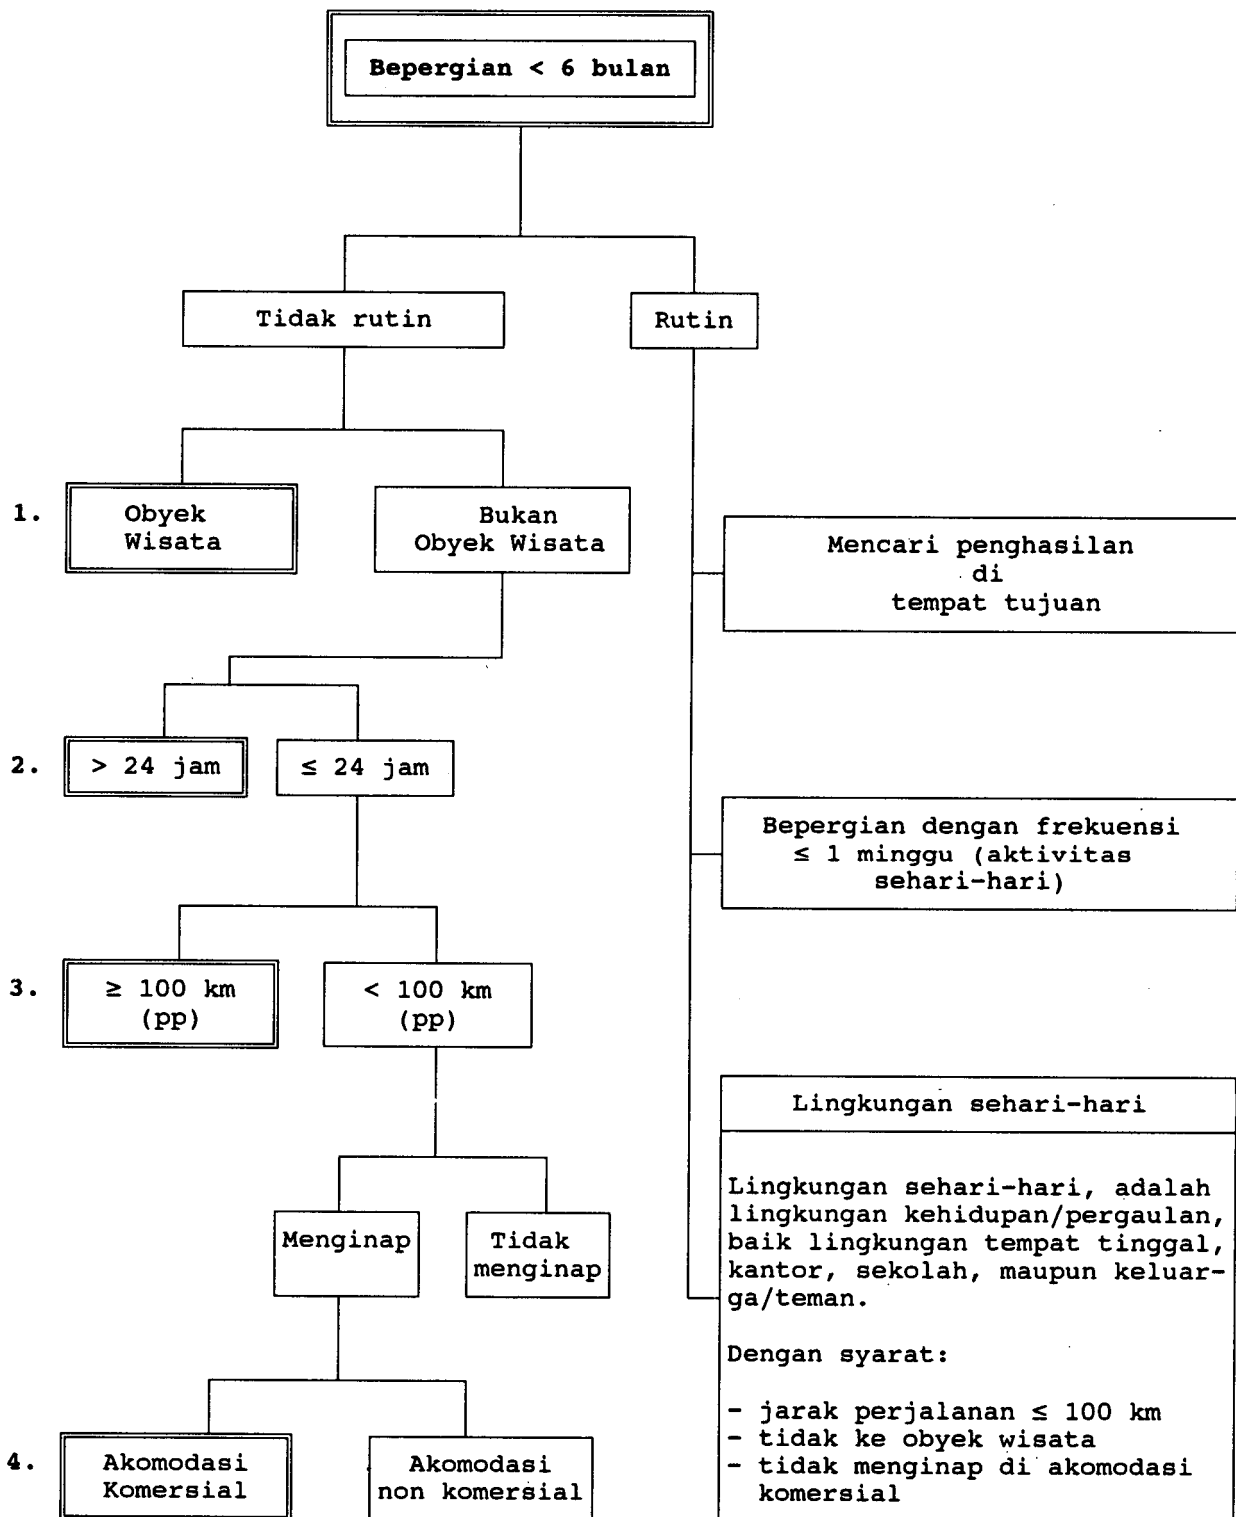 Bepergian < 6 bulan
Tidak rutin
Rutin
1.
Obyek
Wisata
Bukan
Obyek Wisata
Mencari penghasilan
di
tempat tujuan
2.
> 24 jam
≤ 24 jam
Bepergian dengan frekuensi
≤ 1 minggu (aktivitas
sehari-hari)
3.
≥ 100 km
(pp)
< 100 km
(pp)
Lingkungan sehari-hari
Lingkungan sehari-hari, adalah
lingkungan kehidupan/pergaulan,
baik lingkungan tempat tinggal,
kantor, sekolah, maupun keluar-
ga/teman.
Dengan syarat:
- jarak perjalanan ≤ 100 km
- tidak ke obyek wisata
- tidak menginap di akomodasi
komersial
Menginap
Tidak
menginap
4.
Akomodasi
Komersial
Akomodasi
non komersial